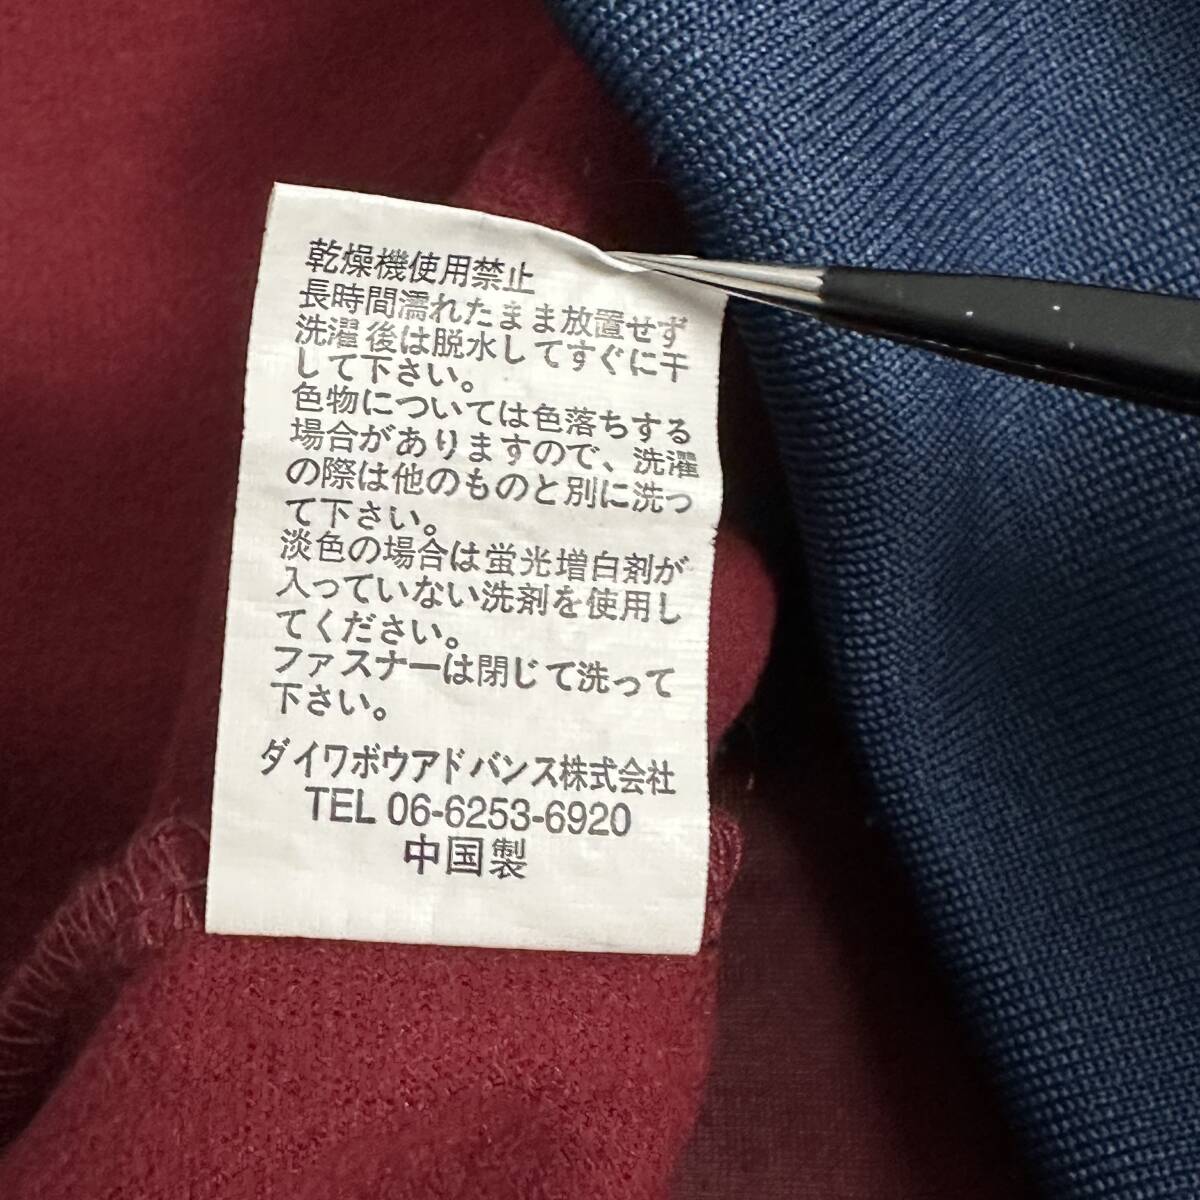 乾燥機使用禁止
長時間濡れたまま放置せず
洗濯後は脱水してすぐに干
して下さい。
色物については色落ちする
場合がありますので、洗濯
の際は他のものと別に洗っ
て下さい。
淡色の場合は蛍光増白剤が
入っていない洗剤を使用し
てください。
ファスナーは閉じて洗って
下さい。
ダイワボウアドバンス株式会社
TEL 06-6253-6920
中国製